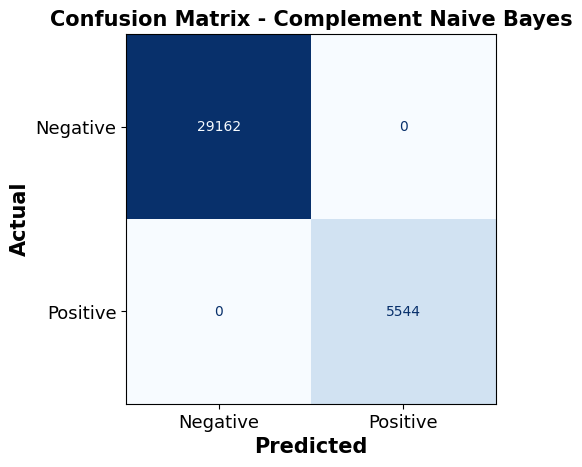 Confusion Matrix - Complement Naive Bayes
Actual
Negative
29162 0
Positive
0 5544
Negative Positive
Predicted